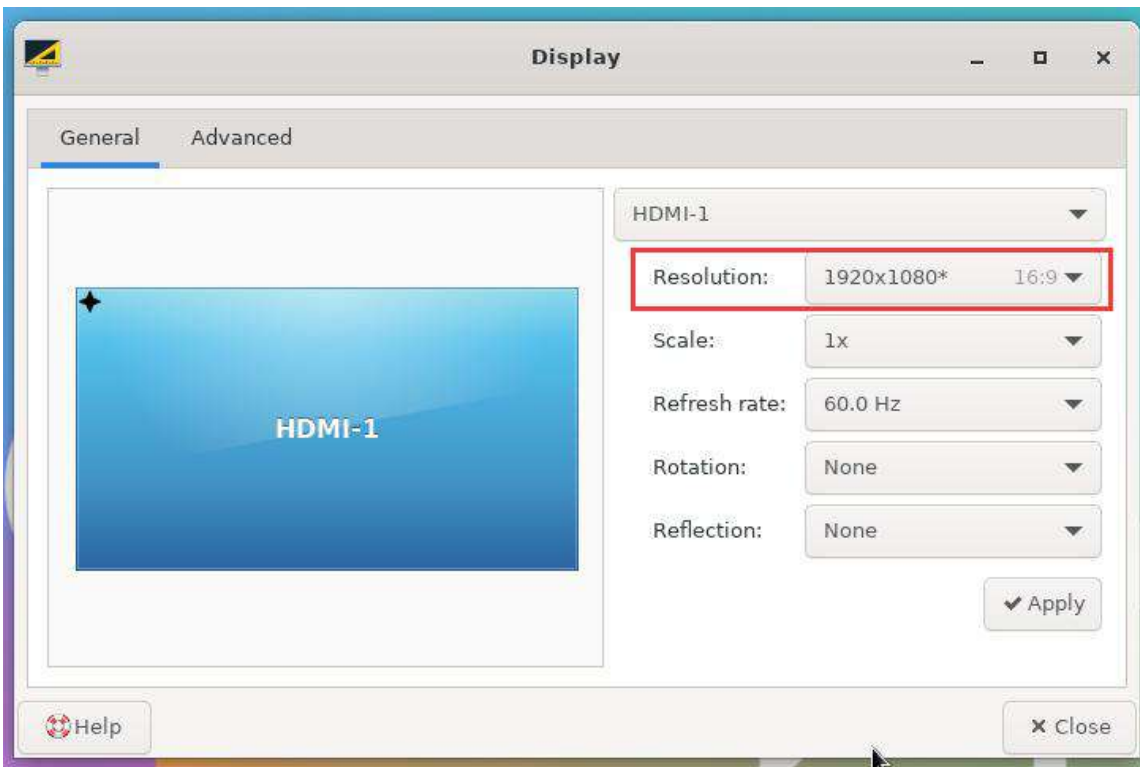 Display
General Advanced
HDMI-1
HDMI-1
Resolution: 1920x1080* 16:9
Scale: 1x
Refresh rate: 60.0 Hz
Rotation: None
Reflection: None
Apply
Help Close